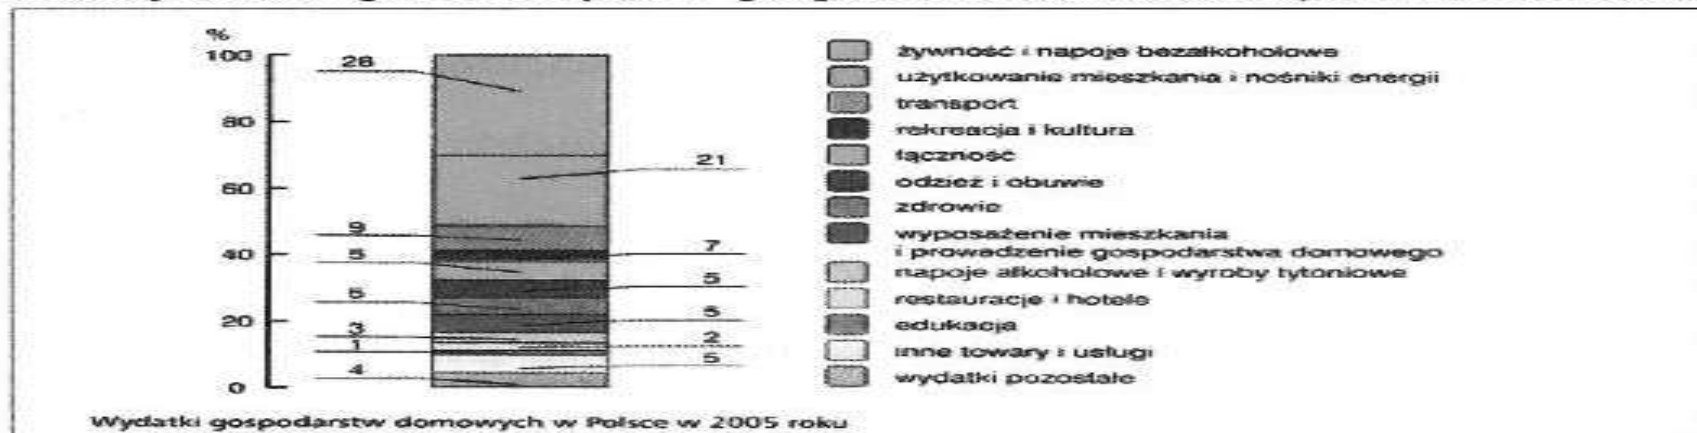 %
100
80
60
40
20
0
28
21
9
7
5
5
5
3
2
1
5
4
żywność i napoje bezalkoholowe
użytkowanie mieszkania i nośniki energii
transport
rekreacja i kultura
łączność
odzież i obuwie
zdrowie
wyposażenie mieszkania
i prowadzenie gospodarstwa domowego
napoje alkoholowe i wyroby tytoniowe
restauracje i hotele
edukacja
inne towary i usługi
wydatki pozostałe
Wydatki gospodarstw domowych w Polsce w 2005 roku